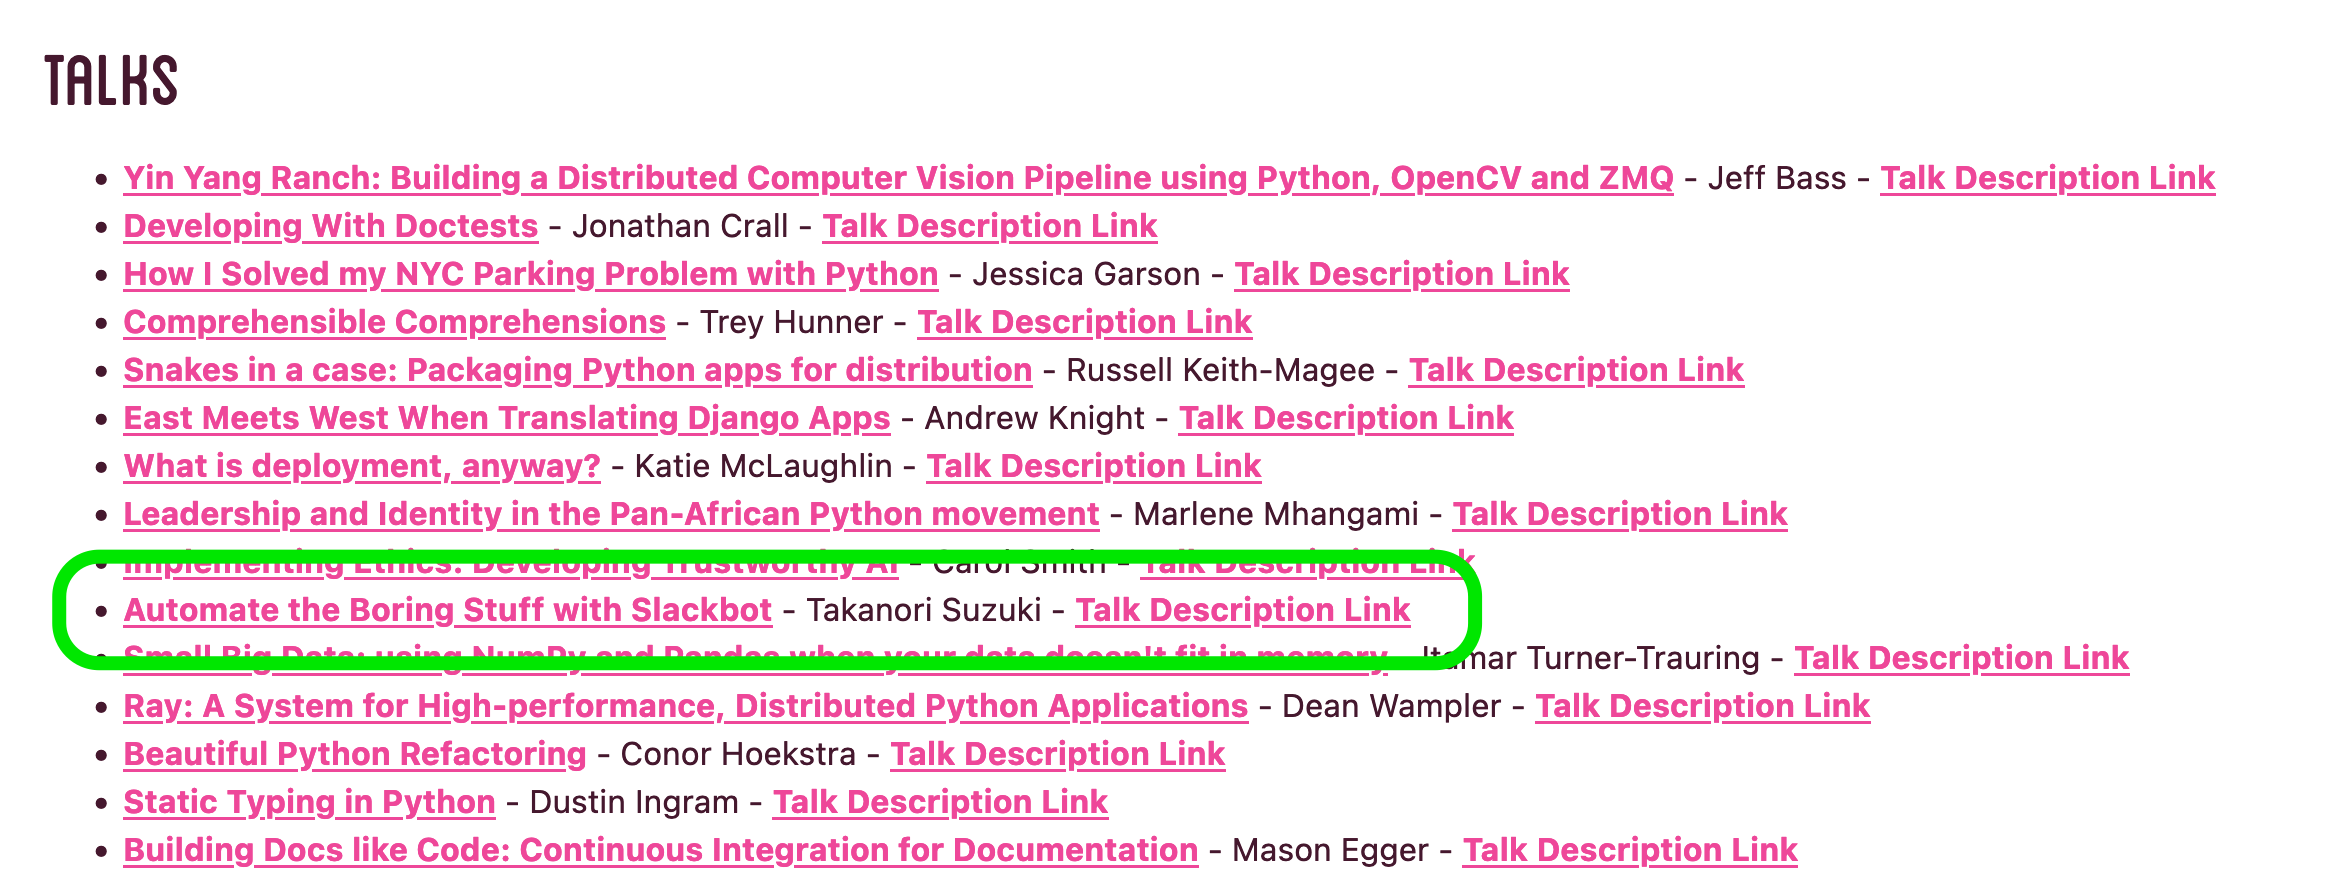 TALKS
Yin Yang Ranch: Building a Distributed Computer Vision Pipeline using Python, OpenCV and ZMQ - Jeff Bass - Talk Description Link
Developing With Doctests - Jonathan Crall - Talk Description Link
How I Solved my NYC Parking Problem with Python - Jessica Garson - Talk Description Link
Comprehensible Comprehensions - Trey Hunner - Talk Description Link
Snakes in a case: Packaging Python apps for distribution - Russell Keith-Magee - Talk Description Link
East Meets West When Translating Django Apps - Andrew Knight - Talk Description Link
What is deployment, anyway? - Katie McLaughlin - Talk Description Link
Leadership and Identity in the Pan-African Python movement - Marlene Mhangami - Talk Description Link
Implementing Ethics: Developing Trustworthy AI - Carol Smith - Talk Description Link
Automate the Boring Stuff with Slackbot - Takanori Suzuki - Talk Description Link
Small Big Data: using NumPy and Pandas when your data doesn't fit in memory - Itamar Turner-Trauring - Talk Description Link
Ray: A System for High-performance, Distributed Python Applications - Dean Wampler - Talk Description Link
Beautiful Python Refactoring - Conor Hoekstra - Talk Description Link
Static Typing in Python - Dustin Ingram - Talk Description Link
Building Docs like Code: Continuous Integration for Documentation - Mason Egger - Talk Description Link